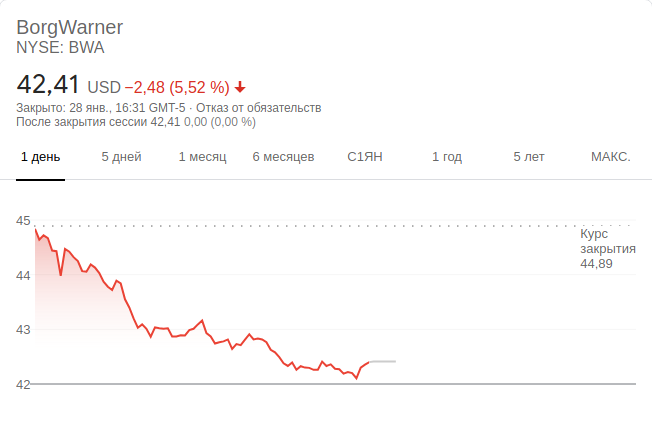 BorgWarner
NYSE: BWA
42,41 USD −2,48 (5,52 %)
Закрыто: 28 янв., 16:31 GMT-5 · Отказ от обязательств
После закрытия сессии 42,41 0,00 (0,00 %)
1 день 5 дней 1 месяц 6 месяцев С1ЯН 1 год 5 лет МАКС.
45
Курс
закрытия
44,89
44
43
42